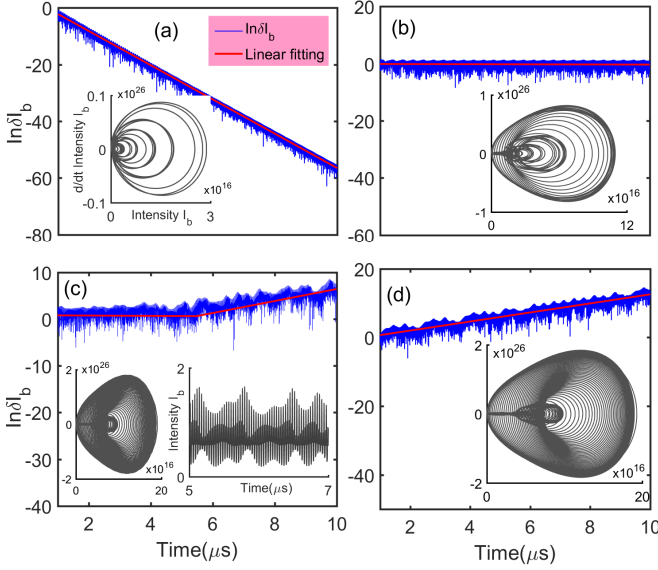 (a)
lnδI_b
Linear fitting
0
-20
-40
-60
-80
lnδI_b
x10^26
0.1
0
-0.1
d/dt Intensity I_b
0
3
x10^16
Intensity I_b
(b)
20
0
-20
-40
-60
x10^26
1
0
-1
0
12
x10^16
(c)
10
0
-10
-20
-30
-40
lnδI_b
x10^26
2
0
-2
0
20
x10^16
2
0
Intensity I_b
5
7
Time(μs)
2
4
6
8
10
Time(μs)
(d)
20
0
-20
-40
x10^26
2
0
-2
0
20
x10^16
2
4
6
8
10
Time(μs)